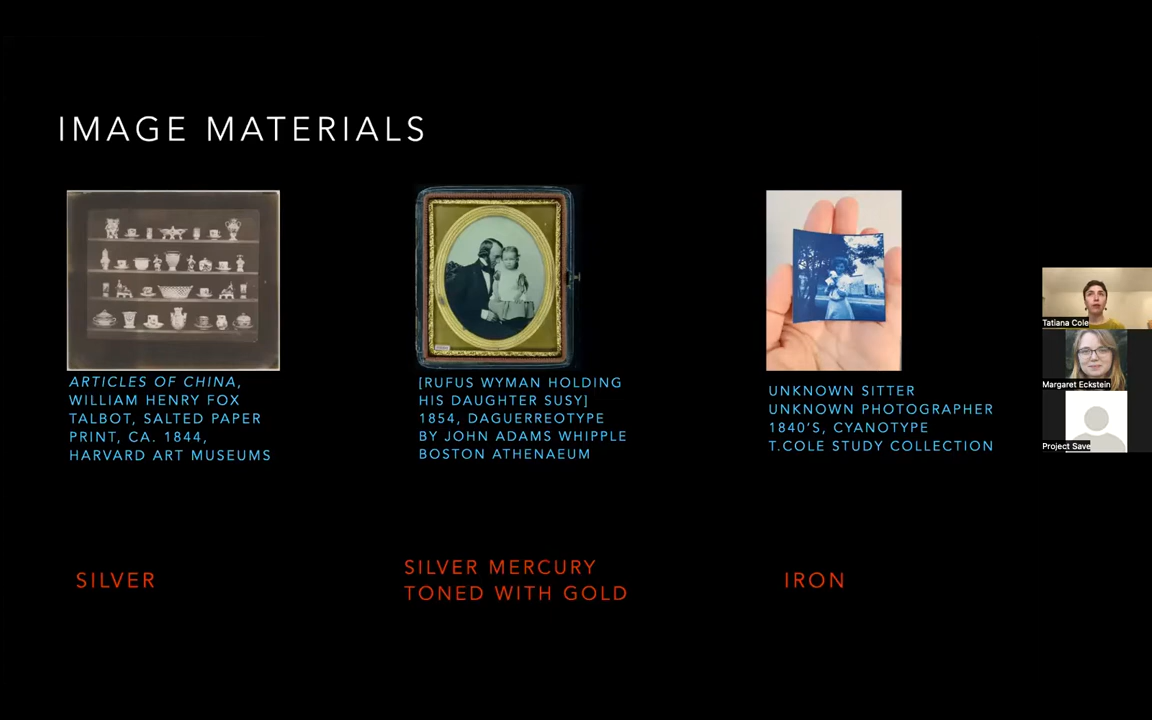 IMAGE MATERIALS
ARTICLES OF CHINA,
WILLIAM HENRY FOX
TALBOT, SALTED PAPER
PRINT, CA. 1844,
HARVARD ART MUSEUMS
[RUFUS WYMAN HOLDING
HIS DAUGHTER SUSY]
1854, DAGUERREOTYPE
BY JOHN ADAMS WHIPPLE
BOSTON ATHENAEUM
UNKNOWN SITTER
UNKNOWN PHOTOGRAPHER
1840'S, CYANOTYPE
T.COLE STUDY COLLECTION
SILVER
SILVER MERCURY
TONED WITH GOLD
IRON
Tatiana Cole
Margaret Eckstein
Project Save